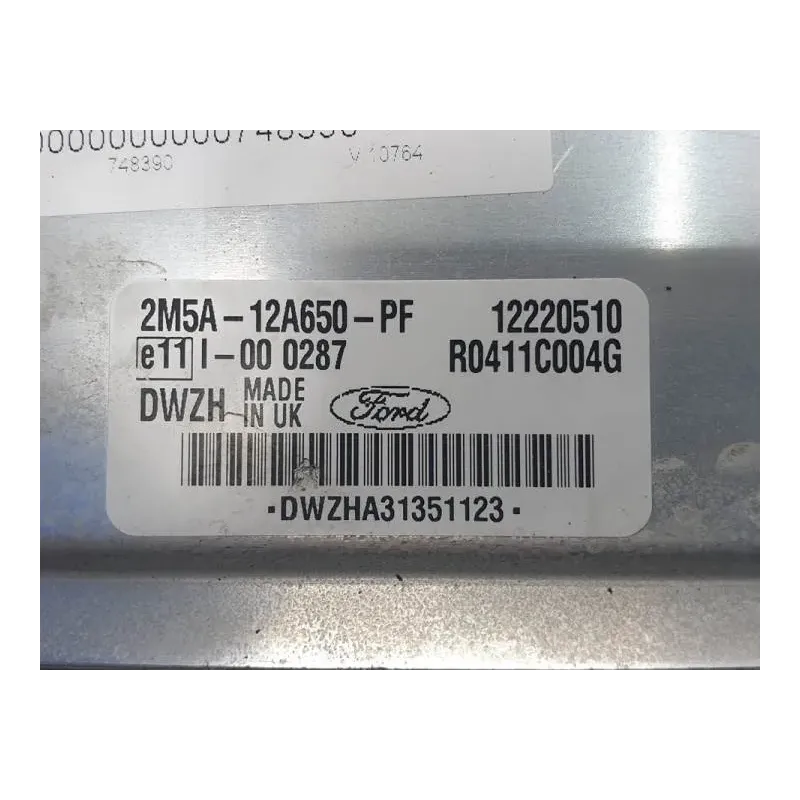 748390 V 10764
2M5A-12A650-PF 12220510
e11 I-00 0287 R0411C004G
DWZH MADE IN UK Ford
·DWZHA31351123·